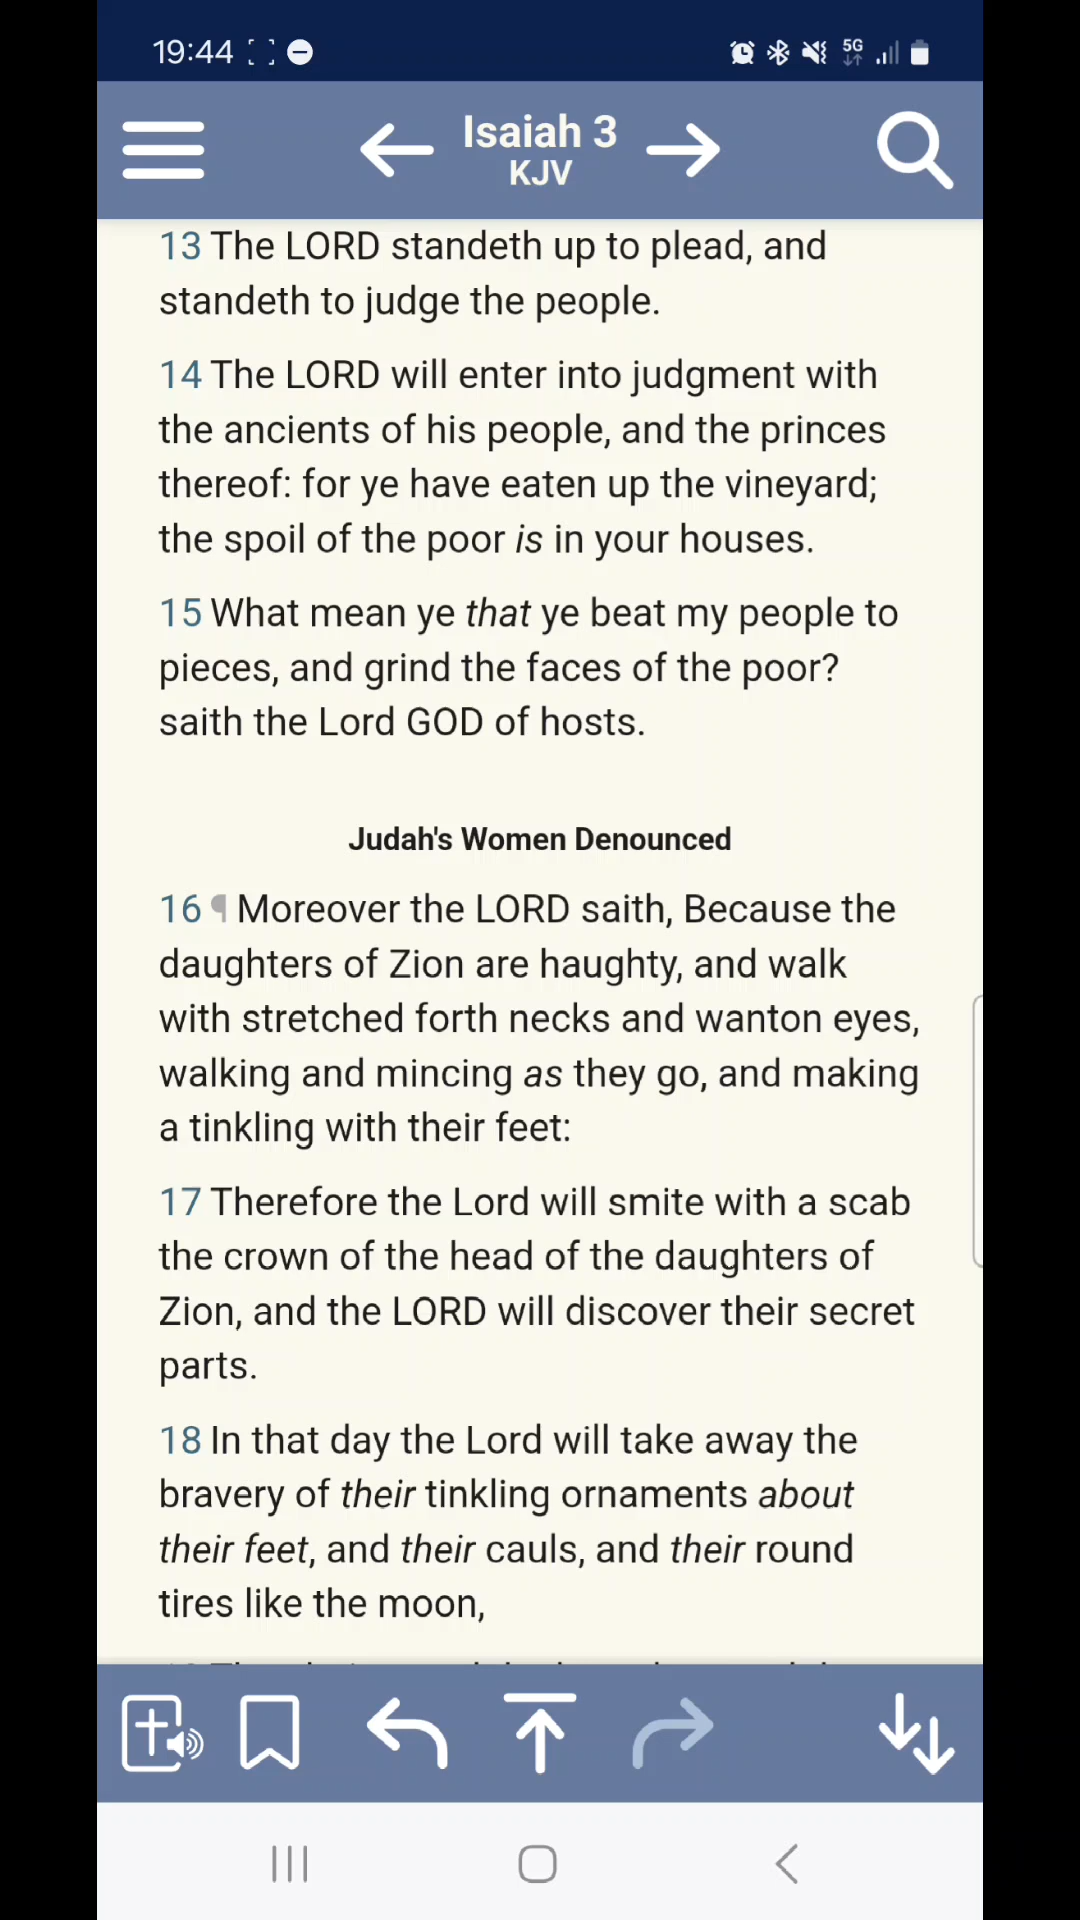 19:44
5G
Isaiah 3
KJV
13 The LORD standeth up to plead, and
standeth to judge the people.
14 The LORD will enter into judgment with
the ancients of his people, and the princes
thereof: for ye have eaten up the vineyard;
the spoil of the poor is in your houses.
15 What mean ye that ye beat my people to
pieces, and grind the faces of the poor?
saith the Lord GOD of hosts.
Judah's Women Denounced
16 ¶ Moreover the LORD saith, Because the
daughters of Zion are haughty, and walk
with stretched forth necks and wanton eyes,
walking and mincing as they go, and making
a tinkling with their feet:
17 Therefore the Lord will smite with a scab
the crown of the head of the daughters of
Zion, and the LORD will discover their secret
parts.
18 In that day the Lord will take away the
bravery of their tinkling ornaments about
their feet, and their cauls, and their round
tires like the moon,